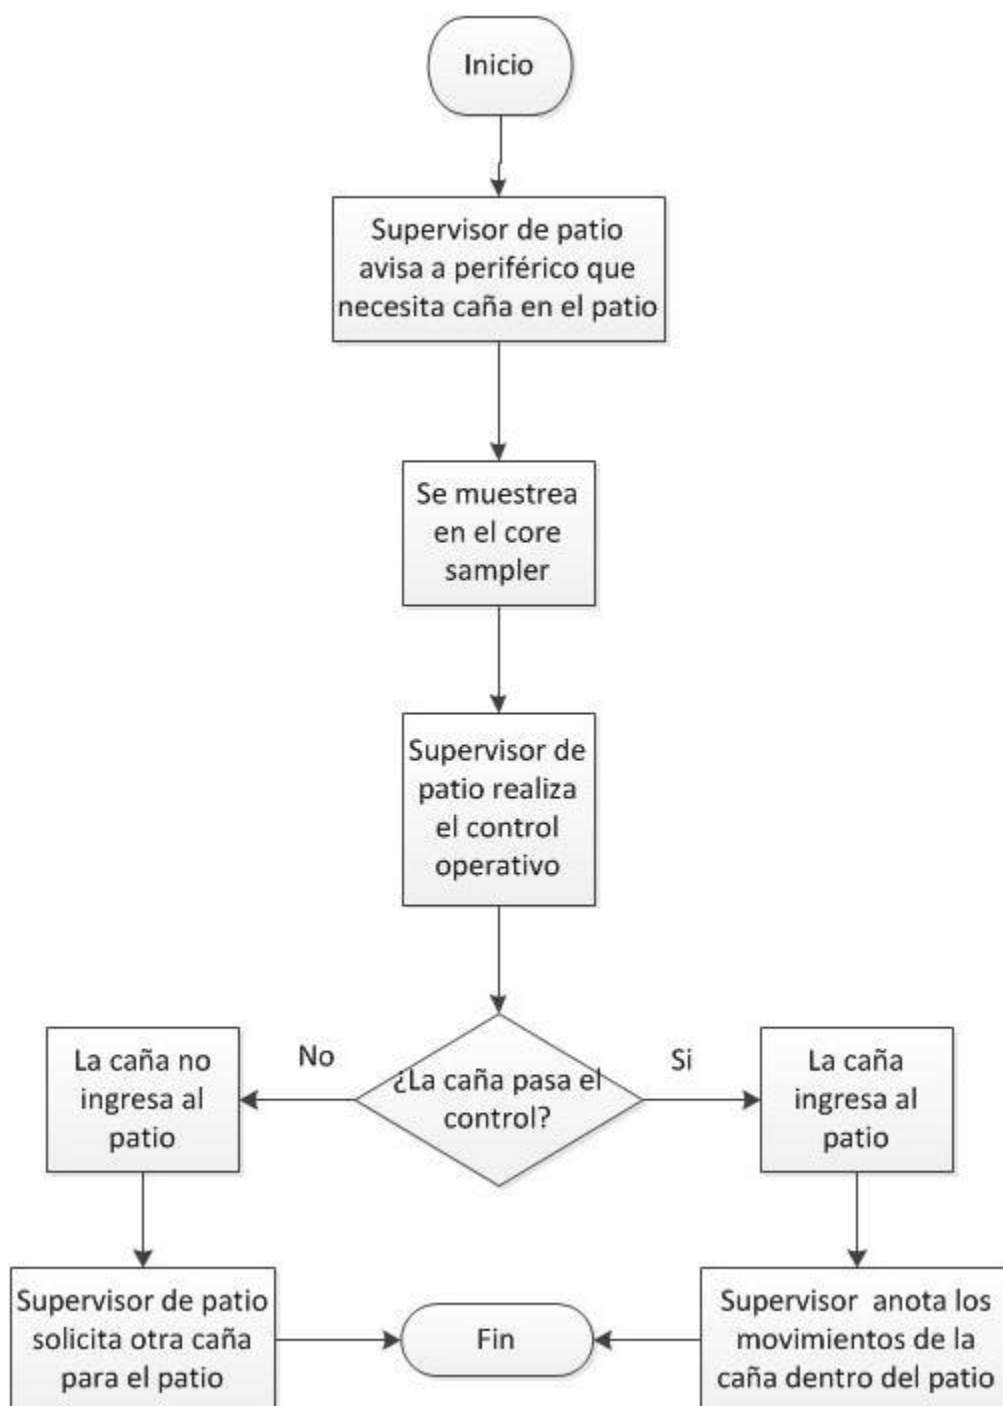 Inicio
Supervisor de patio
avisa a periférico que
necesita caña en el patio
Se muestrea
en el core
sampler
Supervisor de
patio realiza
el control
operativo
¿La caña pasa el
control?
No
Si
La caña no
ingresa al
patio
La caña
ingresa al
patio
Supervisor de patio
solicita otra caña
para el patio
Fin
Supervisor anota los
movimientos de la
caña dentro del patio